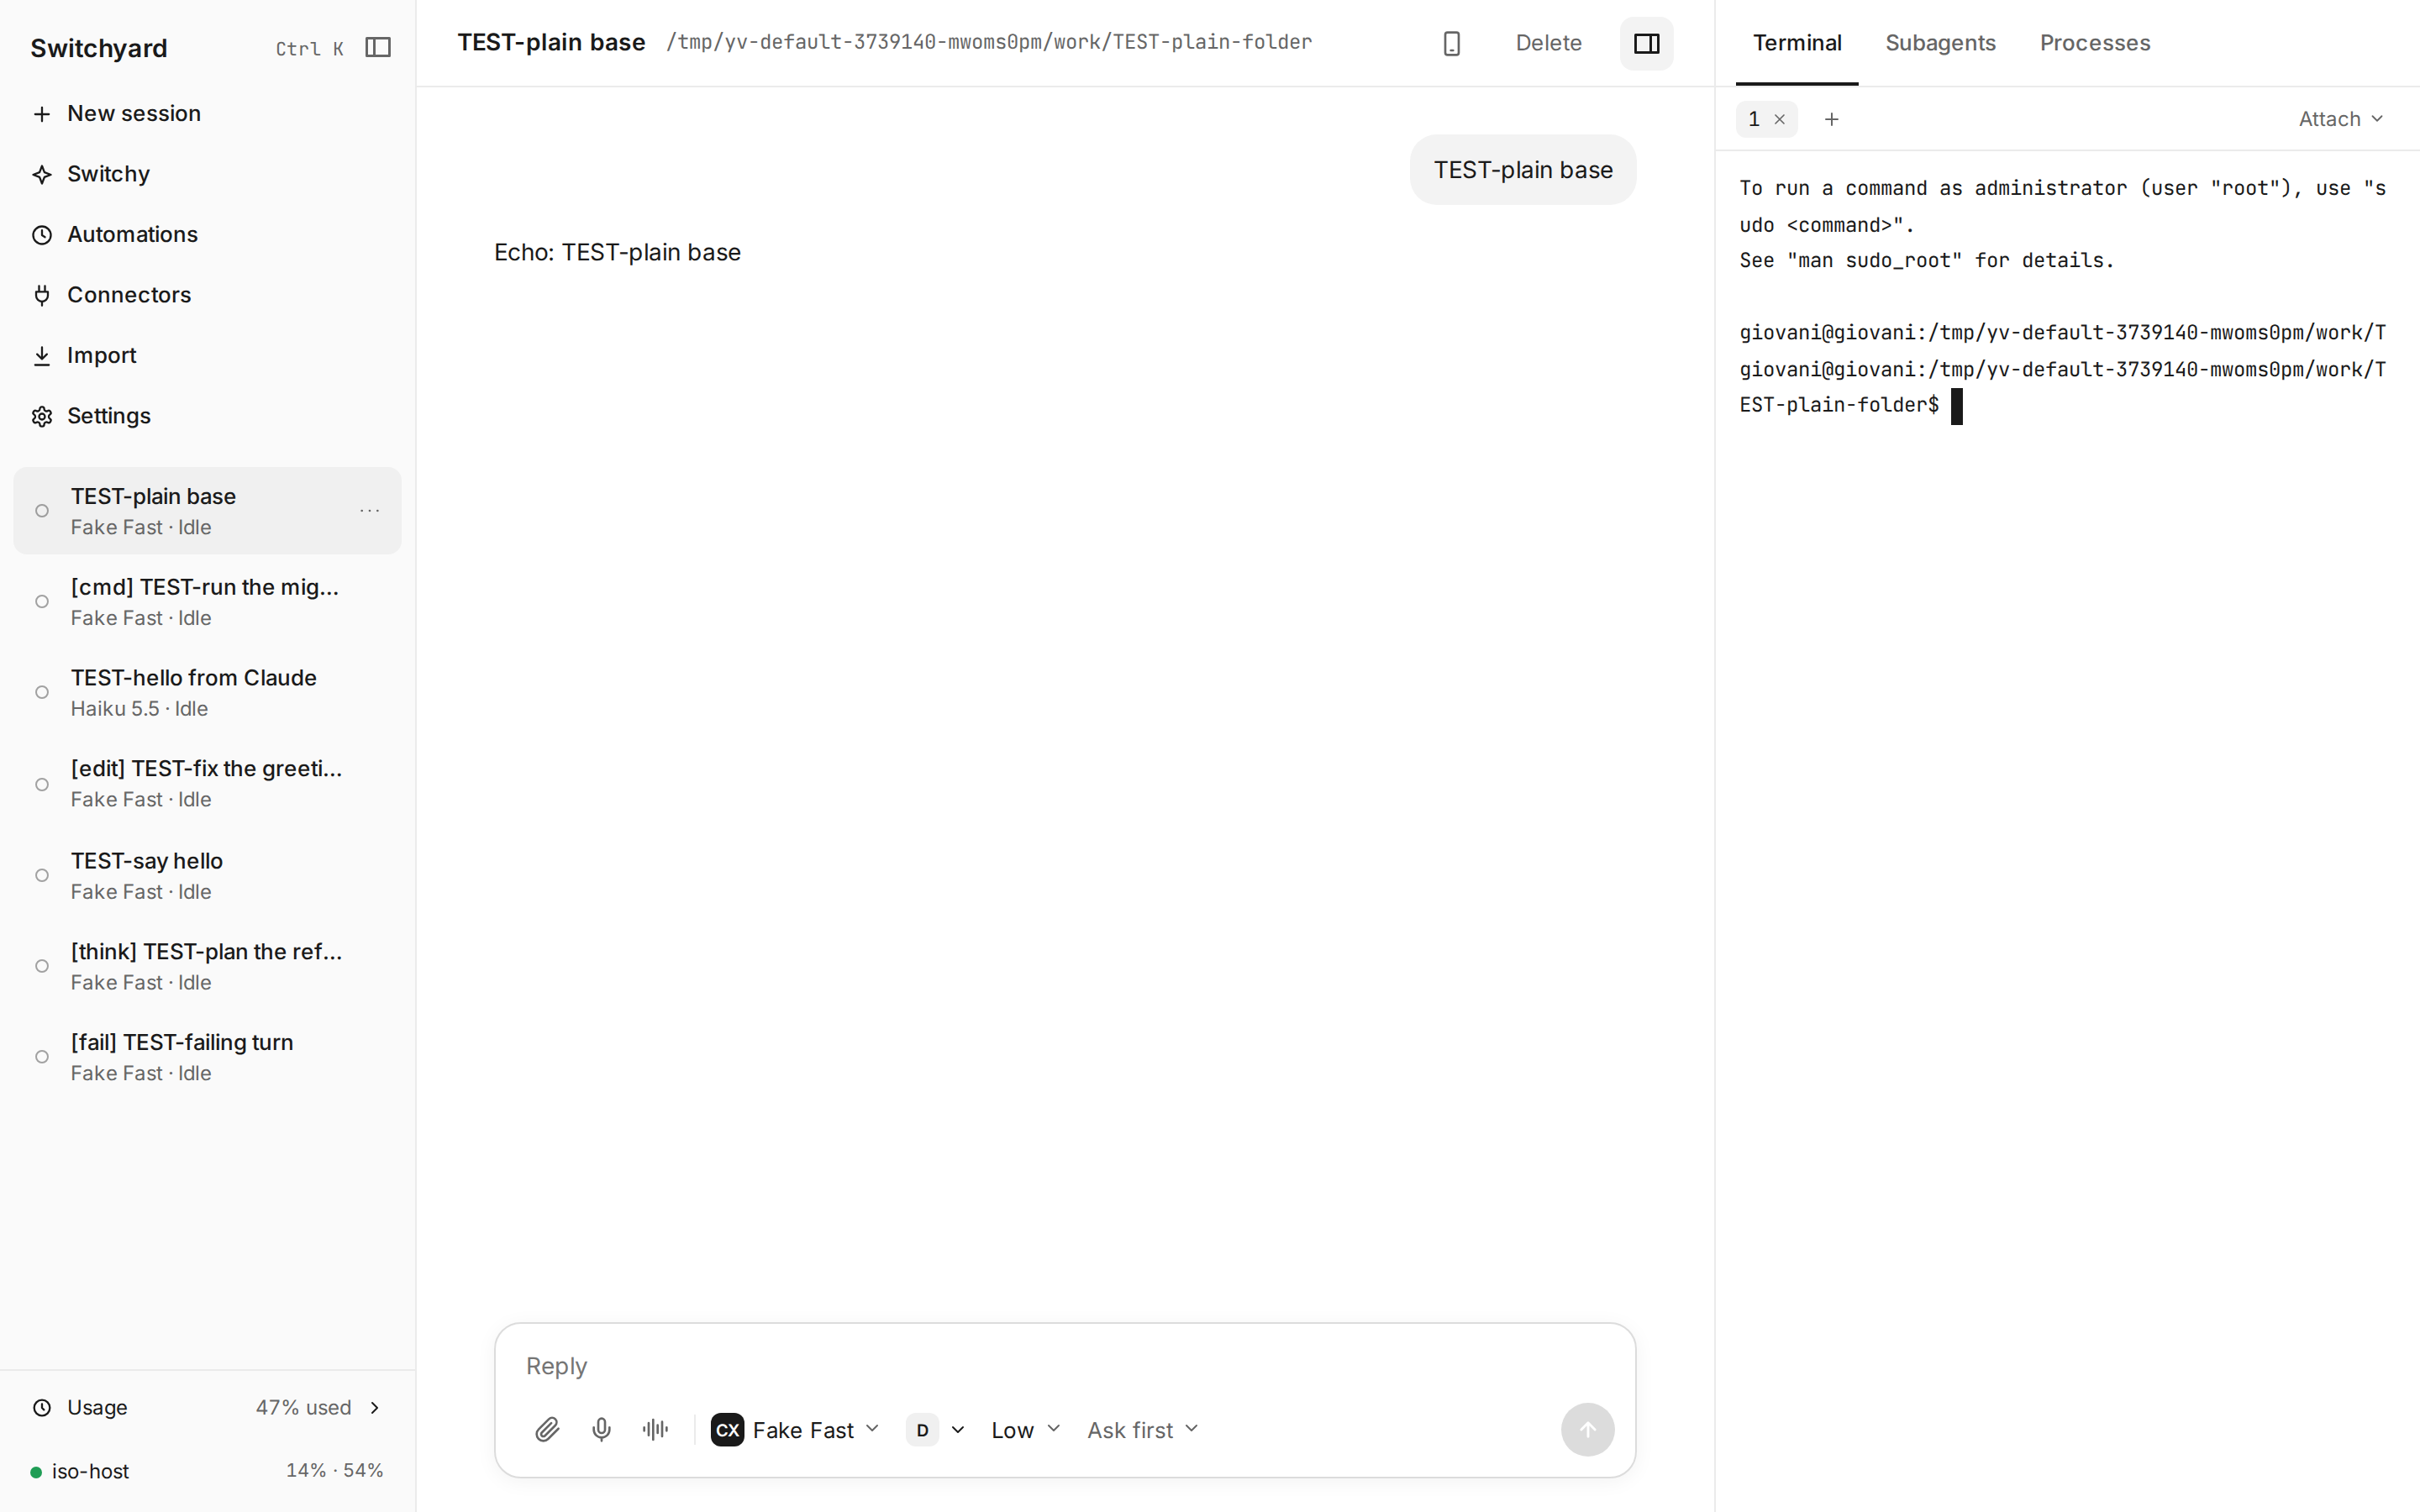 Switchyard
Ctrl K
New session
Switchy
Automations
Connectors
Import
Settings
TEST-plain base
Fake Fast · Idle
[cmd] TEST-run the mig...
Fake Fast · Idle
TEST-hello from Claude
Haiku 5.5 · Idle
[edit] TEST-fix the greeti...
Fake Fast · Idle
TEST-say hello
Fake Fast · Idle
[think] TEST-plan the ref...
Fake Fast · Idle
[fail] TEST-failing turn
Fake Fast · Idle
Usage 47% used
iso-host 14% · 54%
TEST-plain base /tmp/yv-default-3739140-mwoms0pm/work/TEST-plain-folder
Delete
TEST-plain base
Echo: TEST-plain base
Reply
CX Fake Fast D Low Ask first
Terminal Subagents Processes
1 Attach
To run a command as administrator (user "root"), use "s
udo <command>".
See "man sudo_root" for details.
giovani@giovani:/tmp/yv-default-3739140-mwoms0pm/work/T
giovani@giovani:/tmp/yv-default-3739140-mwoms0pm/work/T
EST-plain-folder$